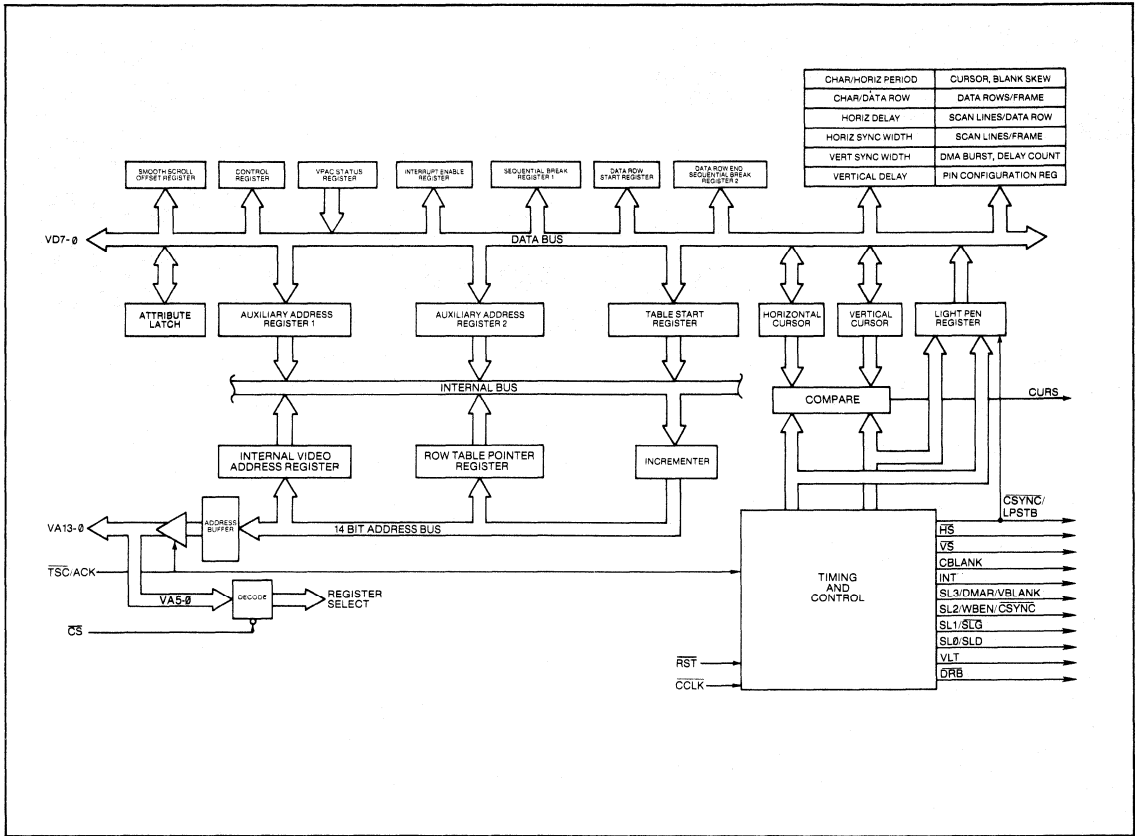 CHAR/HORIZ PERIOD
CURSOR, BLANK SKEW
CHAR/DATA ROW
DATA ROWS/FRAME
HORIZ DELAY
SCAN LINES/DATA ROW
HORIZ SYNC WIDTH
SCAN LINES/FRAME
VERT SYNC WIDTH
DMA BURST, DELAY COUNT
VERTICAL DELAY
PIN CONFIGURATION REG
SMOOTH SCROLL
OFFSET REGISTER
CONTROL
REGISTER
VPAC STATUS
REGISTER
INTERRUPT ENABLE
REGISTER
SEQUENTIAL BREAK
REGISTER 1
DATA ROW
START REGISTER
DATA ROW END
SEQUENTIAL BREAK
REGISTER 2
VD7-0
DATA BUS
ATTRIBUTE
LATCH
AUXILIARY ADDRESS
REGISTER 1
AUXILIARY ADDRESS
REGISTER 2
TABLE START
REGISTER
HORIZONTAL
CURSOR
VERTICAL
CURSOR
LIGHT PEN
REGISTER
INTERNAL BUS
COMPARE
CURS
INTERNAL VIDEO
ADDRESS REGISTER
ROW TABLE POINTER
REGISTER
INCREMENTER
VA13-0
ADDRESS
BUFFER
14 BIT ADDRESS BUS
TSC/ACK
VA5-0
DECODE
REGISTER
SELECT
CS
TIMING
AND
CONTROL
RST
CCLK
CSYNC/
LPSTB
HS
VS
CBLANK
INT
SL3/DMAR/VBLANK
SL2/WBEN/CSYNC
SL1/SLG
SL0/SLD
VLT
DRB